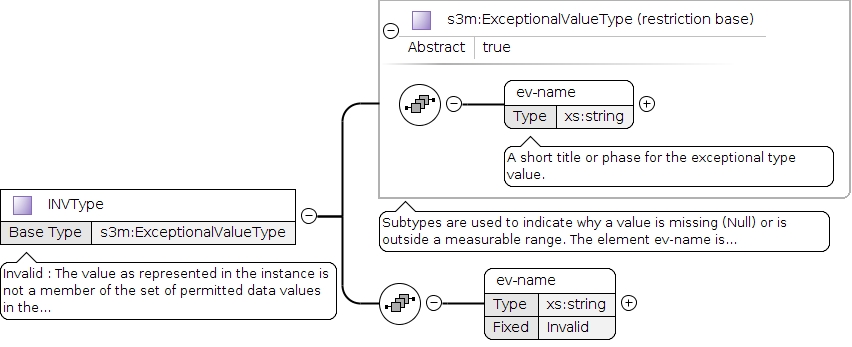 s3m:ExceptionalValueType (restriction base)
Abstract true
ev-name
Type xs:string
A short title or phase for the exceptional type
value.
INVType
Base Type s3m:ExceptionalValueType
Subtypes are used to indicate why a value is missing (Null) or is
outside a measurable range. The element ev-name is...
Invalid : The value as represented in the instance is
not a member of the set of permitted data values
in the...
ev-name
Type xs:string
Fixed Invalid